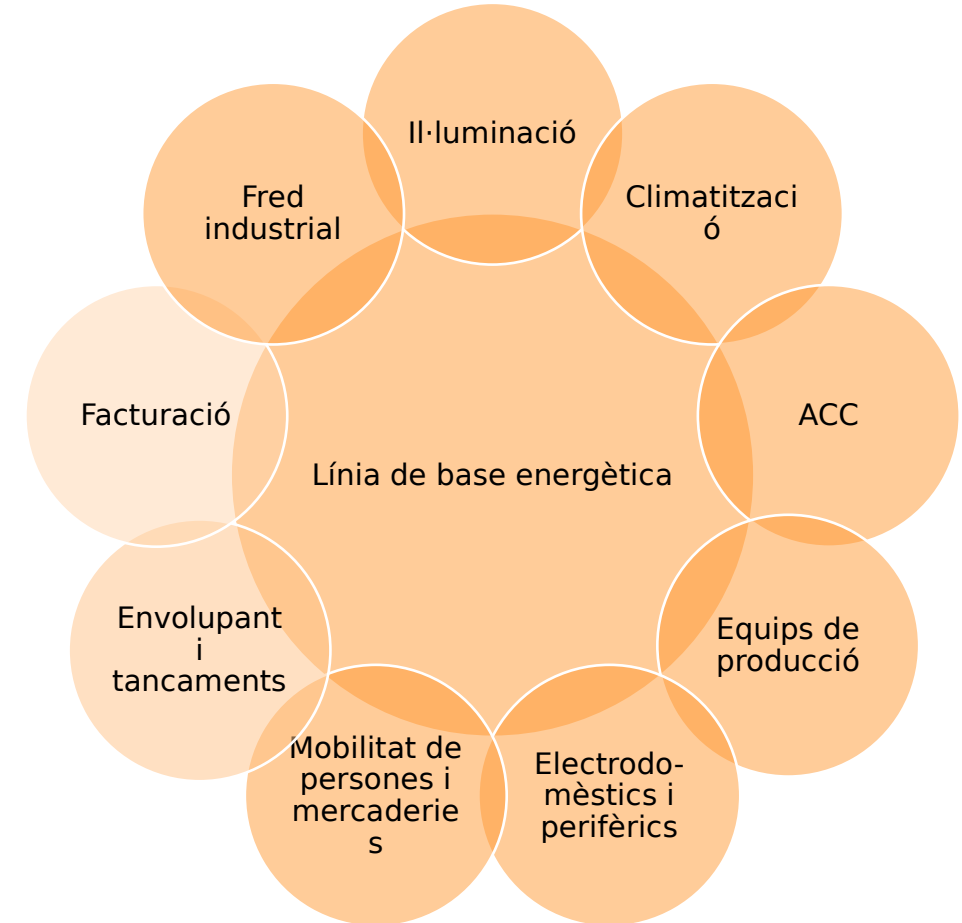 Il·luminació
Climatitzaci
ó
ACC
Equips de
producció
Electrodo-
mèstics i
perifèrics
Mobilitat de
persones i
mercaderie
s
Envolupant
i
tancaments
Facturació
Fred
industrial
Línia de base energètica